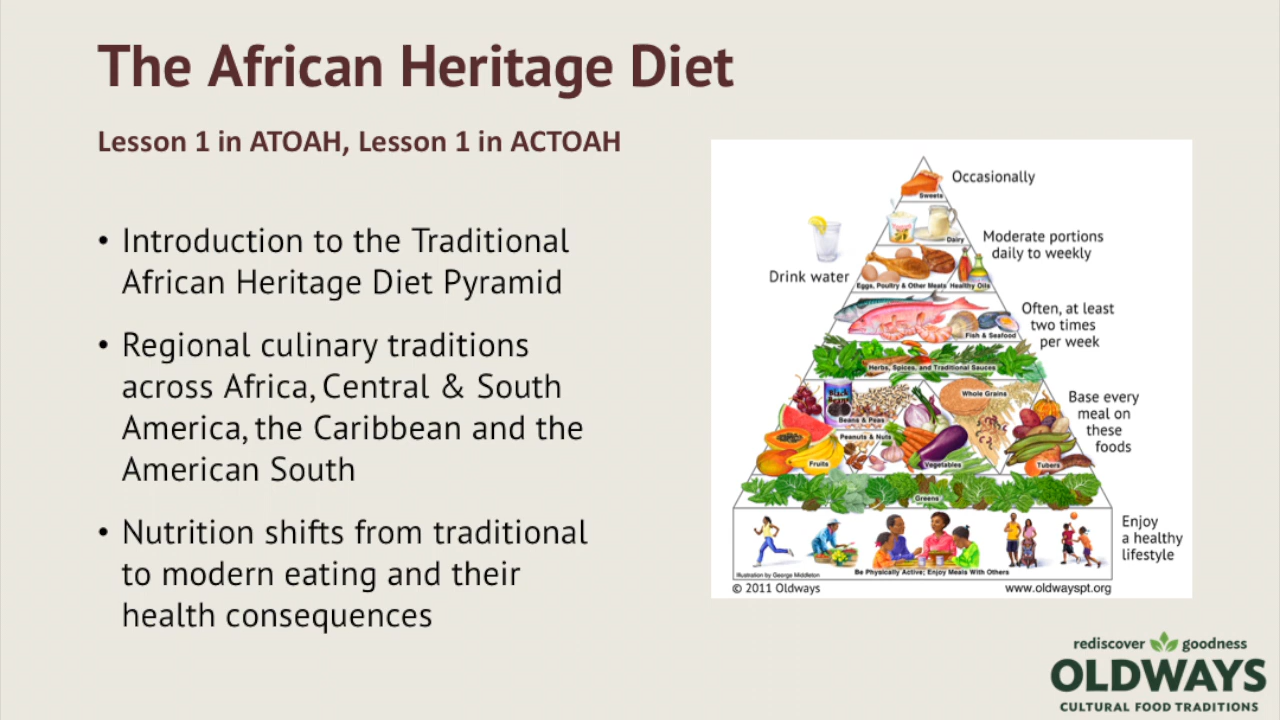 The African Heritage Diet
Lesson 1 in ATOAH, Lesson 1 in ACTOAH
• Introduction to the Traditional
African Heritage Diet Pyramid
• Regional culinary traditions
across Africa, Central & South
America, the Caribbean and the
American South
• Nutrition shifts from traditional
to modern eating and their
health consequences
Occasionally
Sweets
Dairy
Moderate portions
daily to weekly
Drink water
Eggs, Poultry & Other Meats
Healthy Oils
Often, at least
two times
per week
Fish & Seafood
Herbs, Spices, and Traditional Sauces
Base every
meal on
these
foods
Black
Whole Grains
Beans & Peas
Peanuts & Nuts
Fruits
Vegetables
Tubers
Greens
Enjoy
a healthy
lifestyle
Illustration by George Middleton
Be Physically Active; Enjoy Meals With Others
© 2011 Oldways
www.oldwayspt.org
rediscover goodness
OLDWAYS
CULTURAL FOOD TRADITIONS